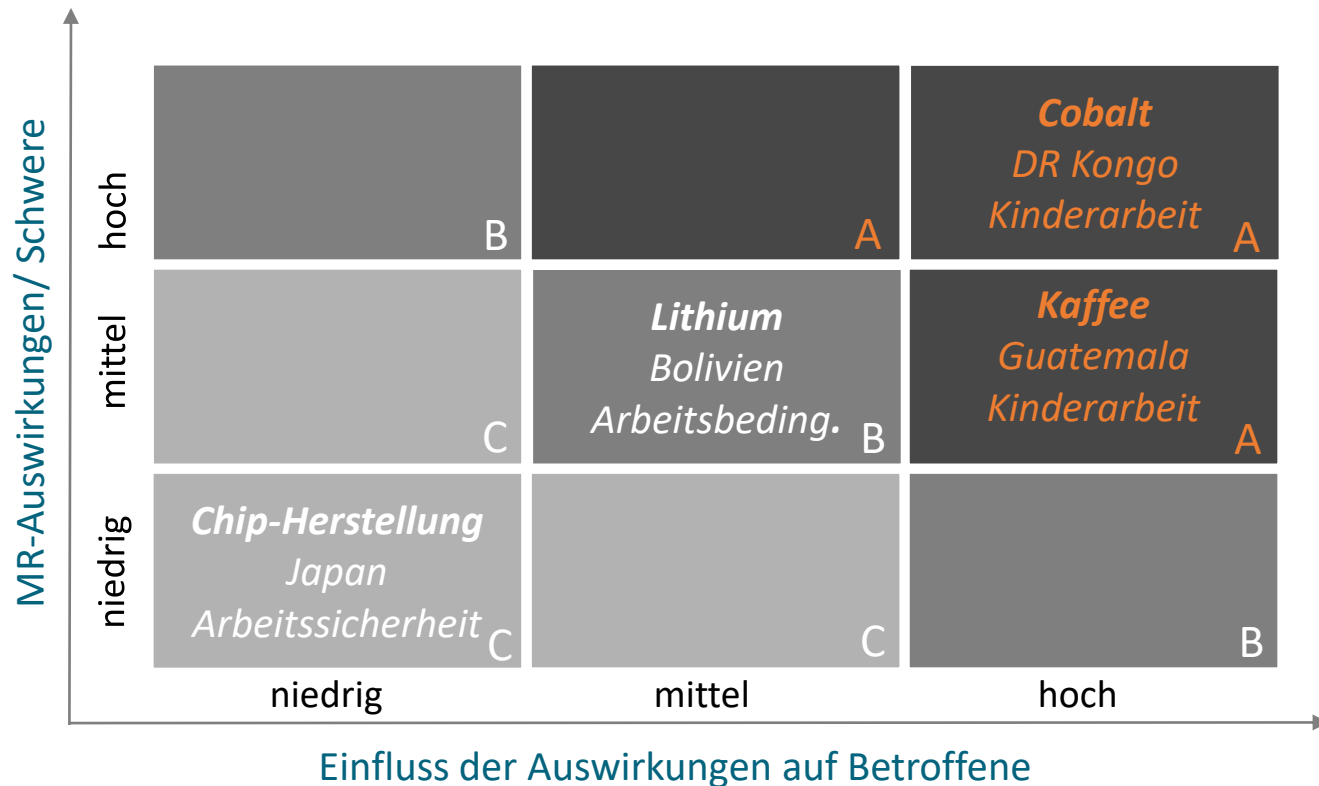 MR-Auswirkungen/ Schwere
hoch
B
A
Cobalt
DR Kongo
Kinderarbeit
A
mittel
C
Lithium
Bolivien
Arbeitsbeding.
B
Kaffee
Guatemala
Kinderarbeit
A
niedrig
Chip-Herstellung
Japan
Arbeitssicherheit
C
C
B
niedrig
mittel
hoch
Einfluss der Auswirkungen auf Betroffene